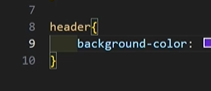 7
8 header{
9 background-color:
10 }